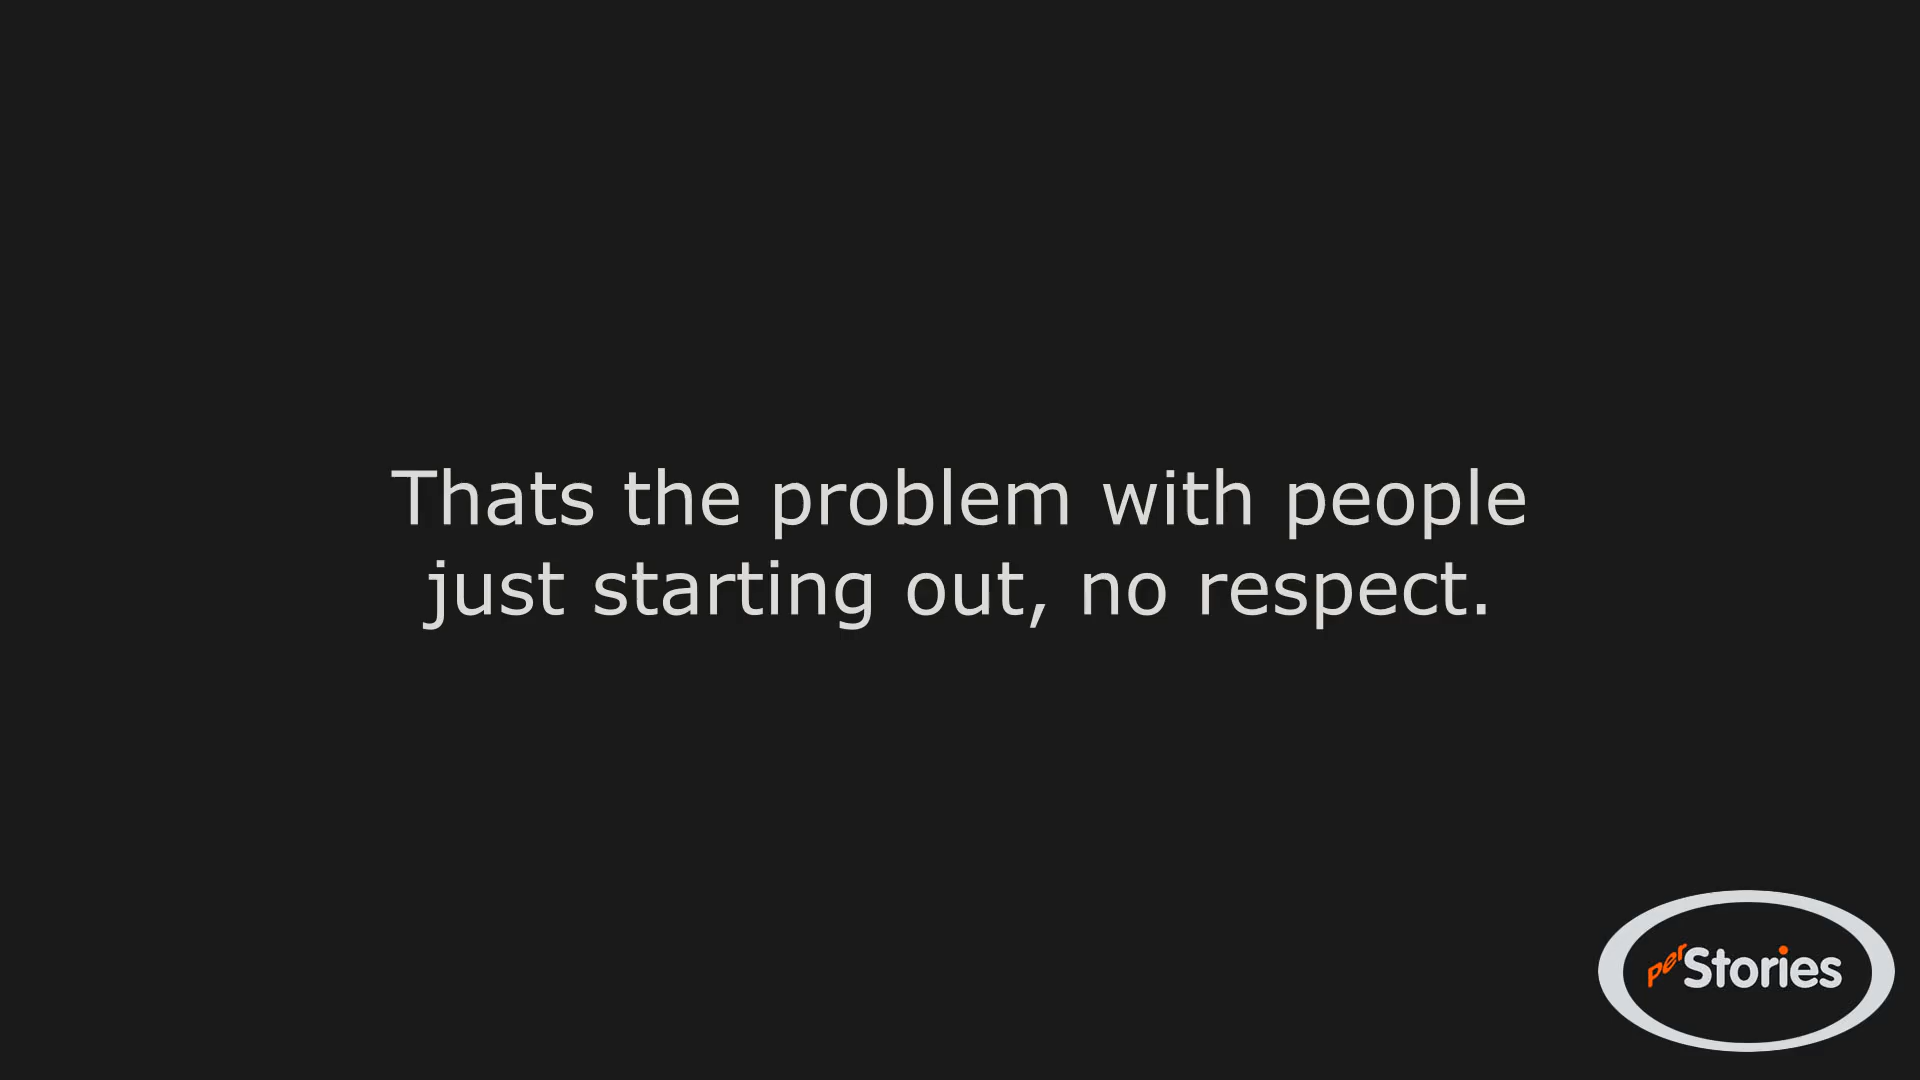 Thats the problem with people
just starting out, no respect.
perStories